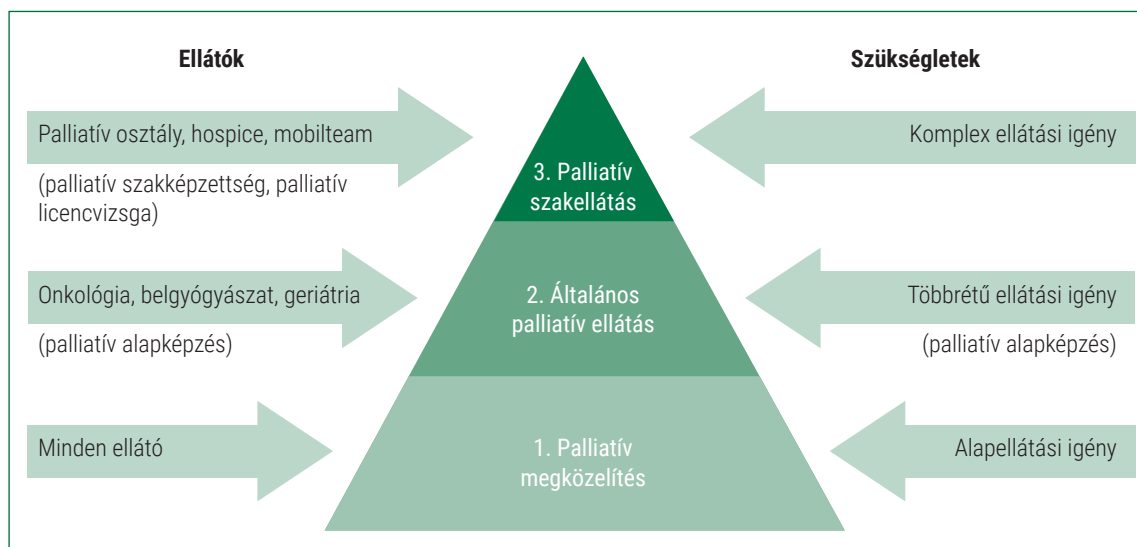 Ellátók
Szükségletek
Palliatív osztály, hospice, mobilteam
(palliatív szakképzettség, palliatív
licencvizsga)
3. Palliatív
szakellátás
Komplex ellátási igény
Onkológia, belgyógyászat, geriátria
(palliatív alapképzés)
2. Általános
palliatív ellátás
Többrétű ellátási igény
(palliatív alapképzés)
Minden ellátó
1. Palliatív
megközelítés
Alapellátási igény